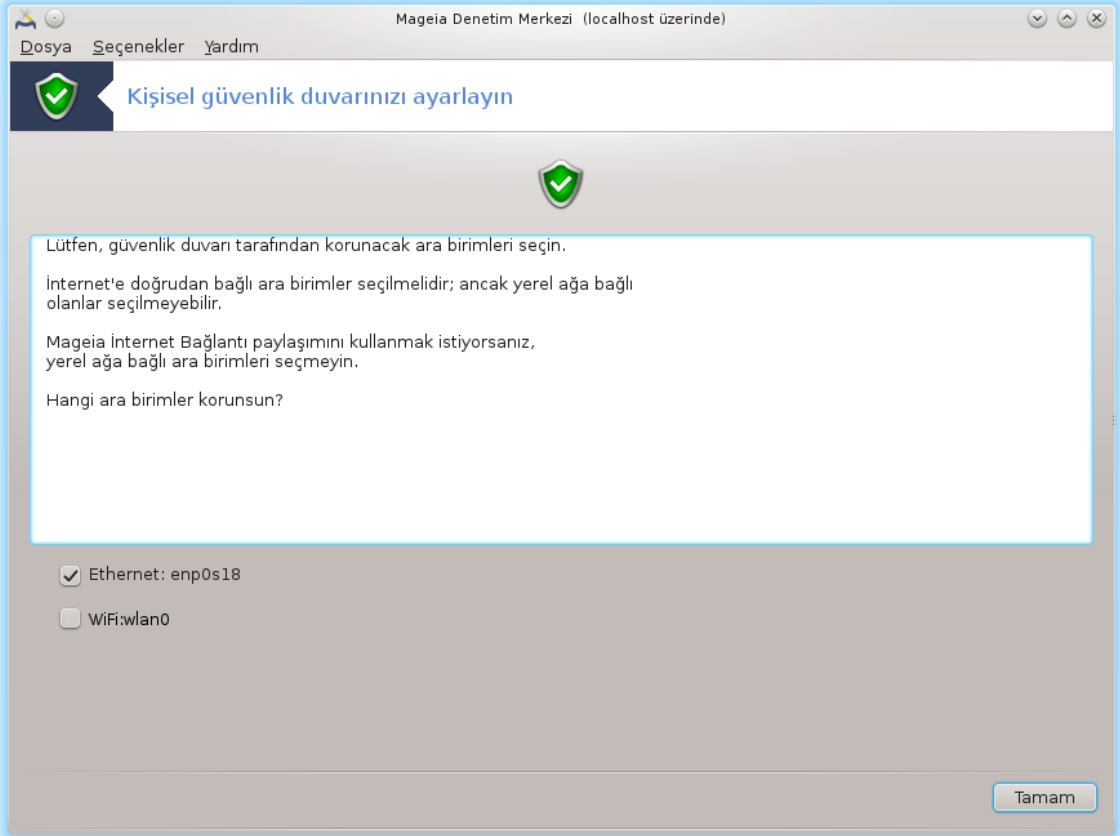 Mageia Denetim Merkezi (localhost üzerinde)
Dosya Seçenekler Yardım
Kişisel güvenlik duvarınızı ayarlayın
Lütfen, güvenlik duvarı tarafından korunacak ara birimleri seçin.
İnternet'e doğrudan bağlı ara birimler seçilmelidir; ancak yerel ağa bağlı
olanlar seçilmeyebilir.
Mageia İnternet Bağlantı paylaşımını kullanmak istiyorsanız,
yerel ağa bağlı ara birimleri seçmeyin.
Hangi ara birimler korunsun?
Ethernet: enp0s18
WiFi:wlan0
Tamam